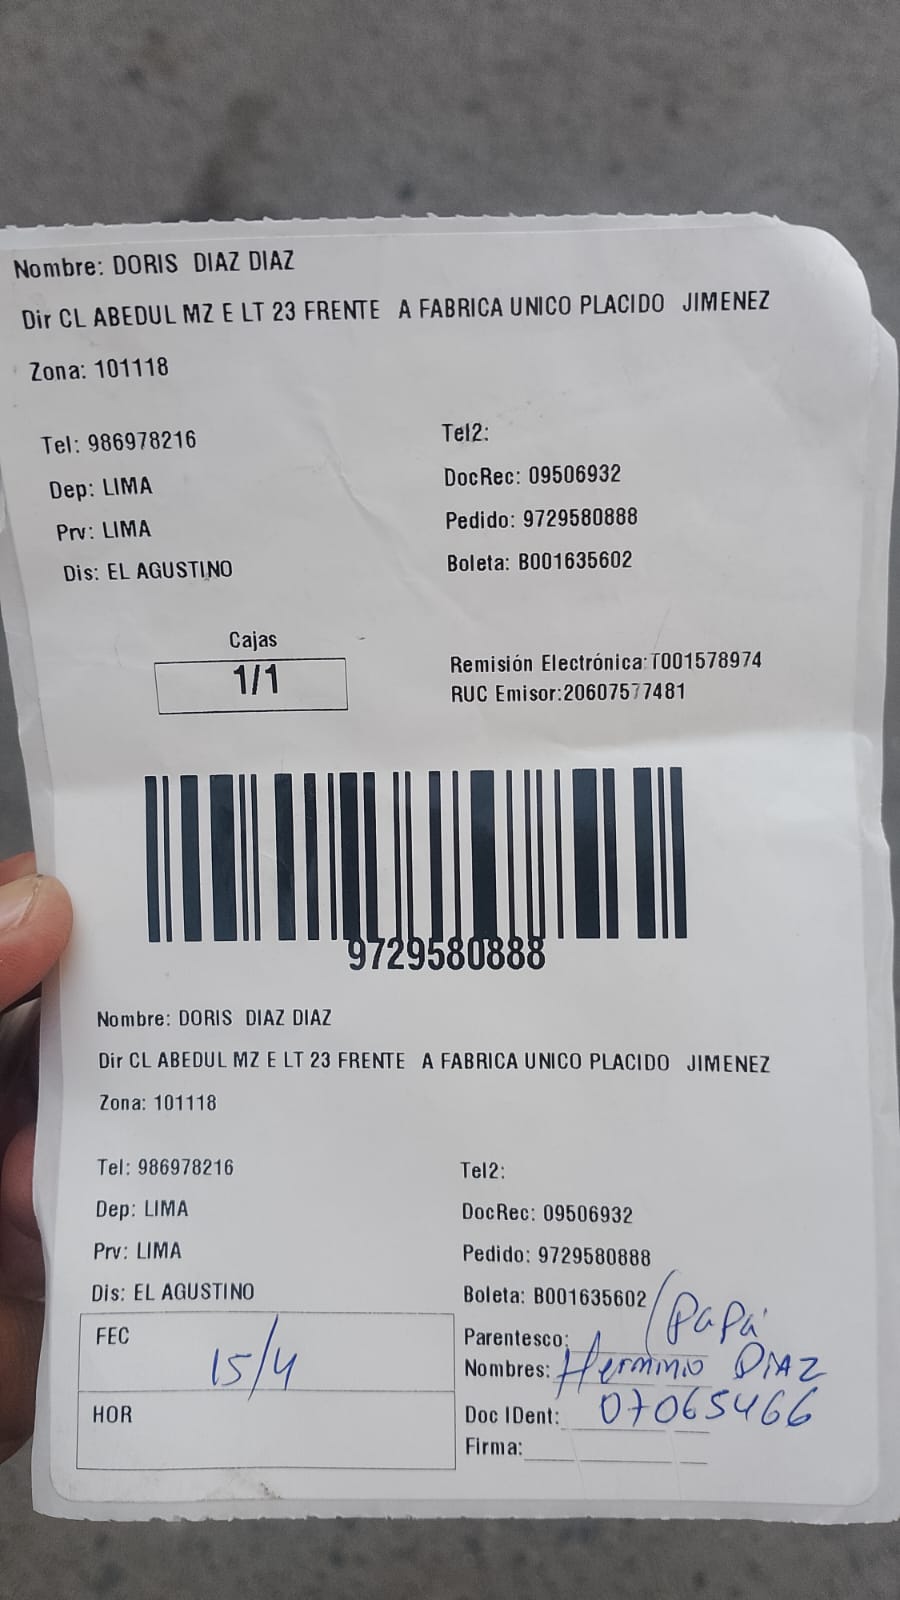 Nombre: DORIS DIAZ DIAZ
Dir CL ABEDUL MZ E LT 23 FRENTE A FABRICA UNICO PLACIDO JIMENEZ
Zona: 101118
Tel: 986978216
Tel2:
Dep: LIMA
DocRec: 09506932
Prv: LIMA
Pedido: 9729580888
Dis: EL AGUSTINO
Boleta: B001635602
Cajas
1/1
Remisión Electrónica:T001578974
RUC Emisor:20607577481
9729580888
Nombre: DORIS DIAZ DIAZ
Dir CL ABEDUL MZ E LT 23 FRENTE A FABRICA UNICO PLACIDO JIMENEZ
Zona: 101118
Tel: 986978216
Tel2:
Dep: LIMA
DocRec: 09506932
Prv: LIMA
Pedido: 9729580888
Dis: EL AGUSTINO
Boleta: B001635602
FEC 15/4
Parentesco: (Papá
Nombres: Herminio DIAZ
HOR
Doc IDent: 07065466
Firma: